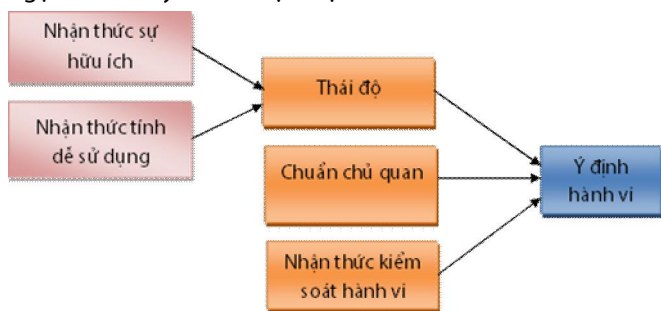 Nhận thức sự
hữu ích
Nhận thức tính
dễ sử dụng
Thái độ
Chuẩn chủ quan
Nhận thức kiểm
soát hành vi
Ý định
hành vi